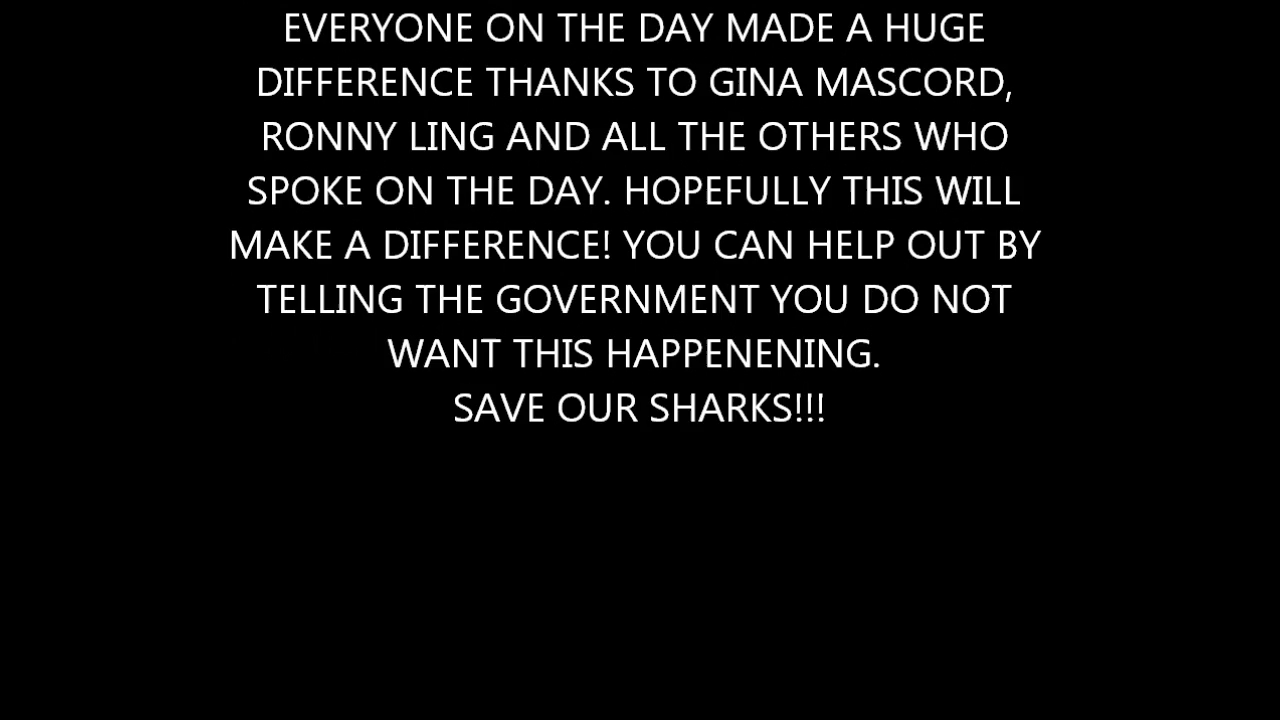 EVERYONE ON THE DAY MADE A HUGE
DIFFERENCE THANKS TO GINA MASCORD,
RONNY LING AND ALL THE OTHERS WHO
SPOKE ON THE DAY. HOPEFULLY THIS WILL
MAKE A DIFFERENCE! YOU CAN HELP OUT BY
TELLING THE GOVERNMENT YOU DO NOT
WANT THIS HAPPENENING.
SAVE OUR SHARKS!!!